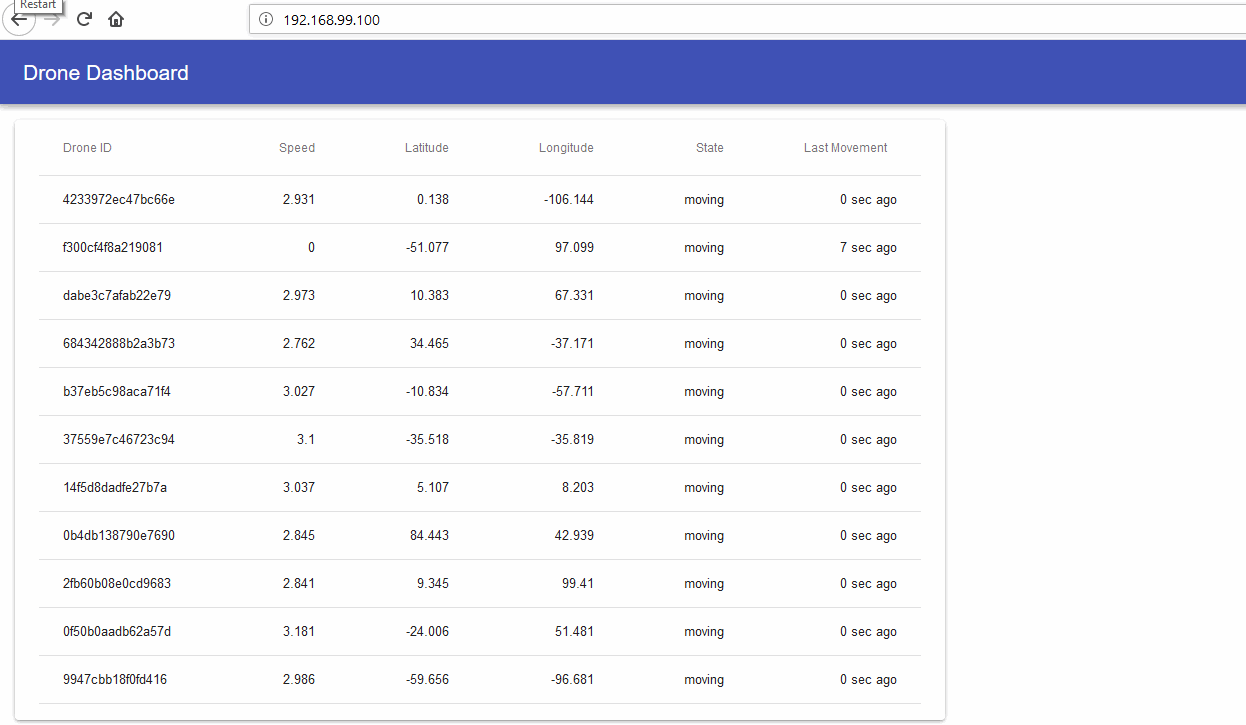 Restart
192.168.99.100
Drone Dashboard
Drone ID Speed Latitude Longitude State Last Movement
4233972ec47bc66e 2.931 0.138 -106.144 moving 0 sec ago
f300cf4f8a219081 0 -51.077 97.099 moving 7 sec ago
dabe3c7afab22e79 2.973 10.383 67.331 moving 0 sec ago
684342888b2a3b73 2.762 34.465 -37.171 moving 0 sec ago
b37eb5c98aca71f4 3.027 -10.834 -57.711 moving 0 sec ago
37559e7c46723c94 3.1 -35.518 -35.819 moving 0 sec ago
14f5d8dadfe27b7a 3.037 5.107 8.203 moving 0 sec ago
0b4db138790e7690 2.845 84.443 42.939 moving 0 sec ago
2fb60b08e0cd9683 2.841 9.345 99.41 moving 0 sec ago
0f50b0aadb62a57d 3.181 -24.006 51.481 moving 0 sec ago
9947cbb18f0fd416 2.986 -59.656 -96.681 moving 0 sec ago